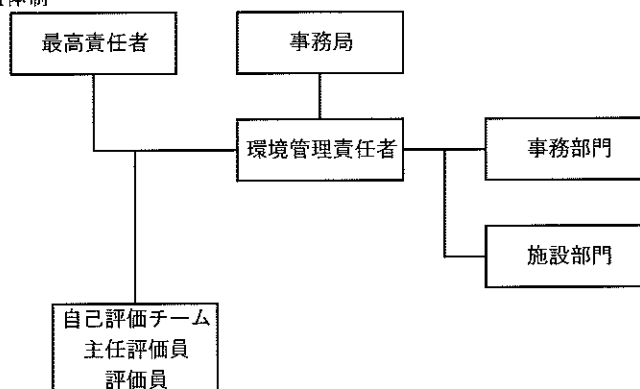 体制
最高責任者
事務局
環境管理責任者
事務部門
施設部門
自己評価チーム
主任評価員
評価員